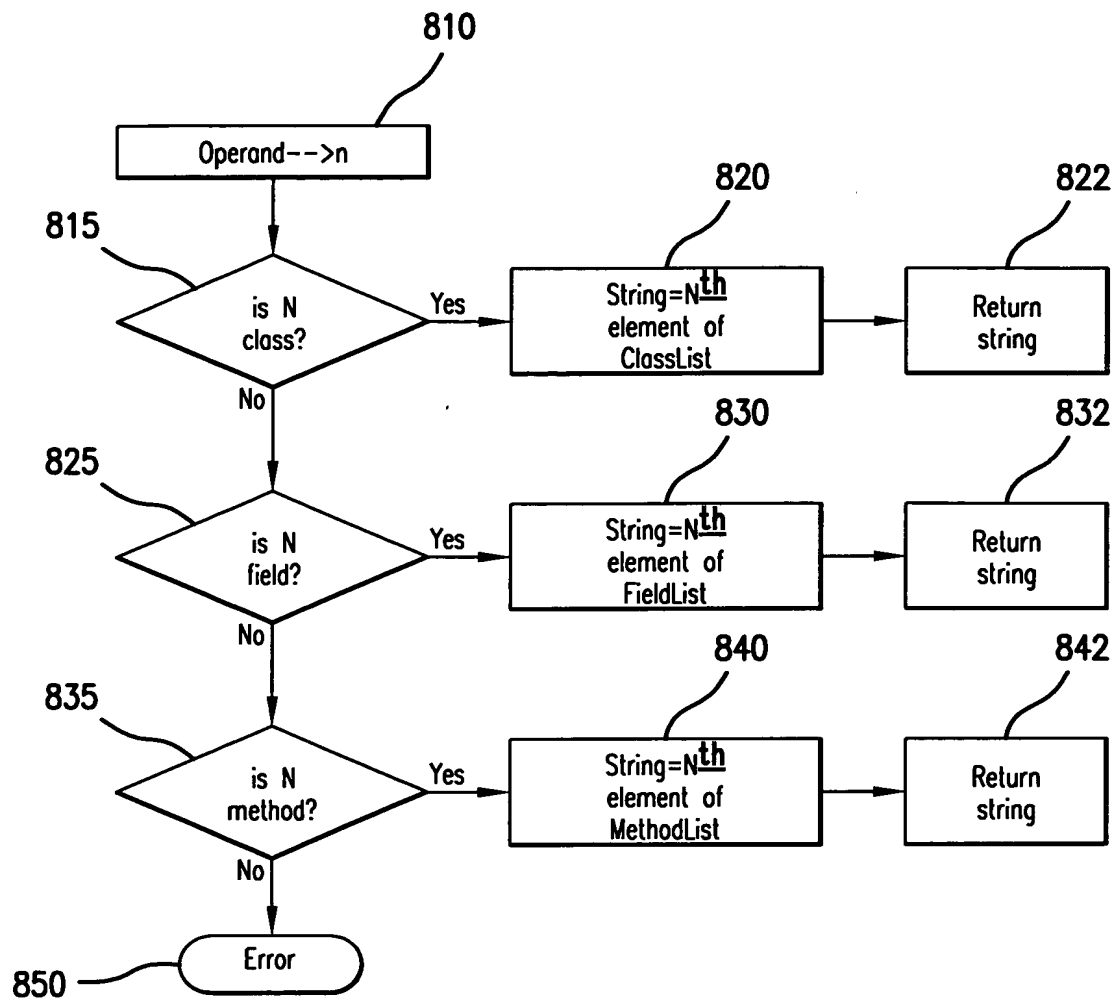 810
Operand-->n
815
820
822
is N
class?
Yes
String=Nth
element of
ClassList
Return
string
No
825
830
832
is N
field?
Yes
String=Nth
element of
FieldList
Return
string
No
835
840
842
is N
method?
Yes
String=Nth
element of
MethodList
Return
string
No
Error
850